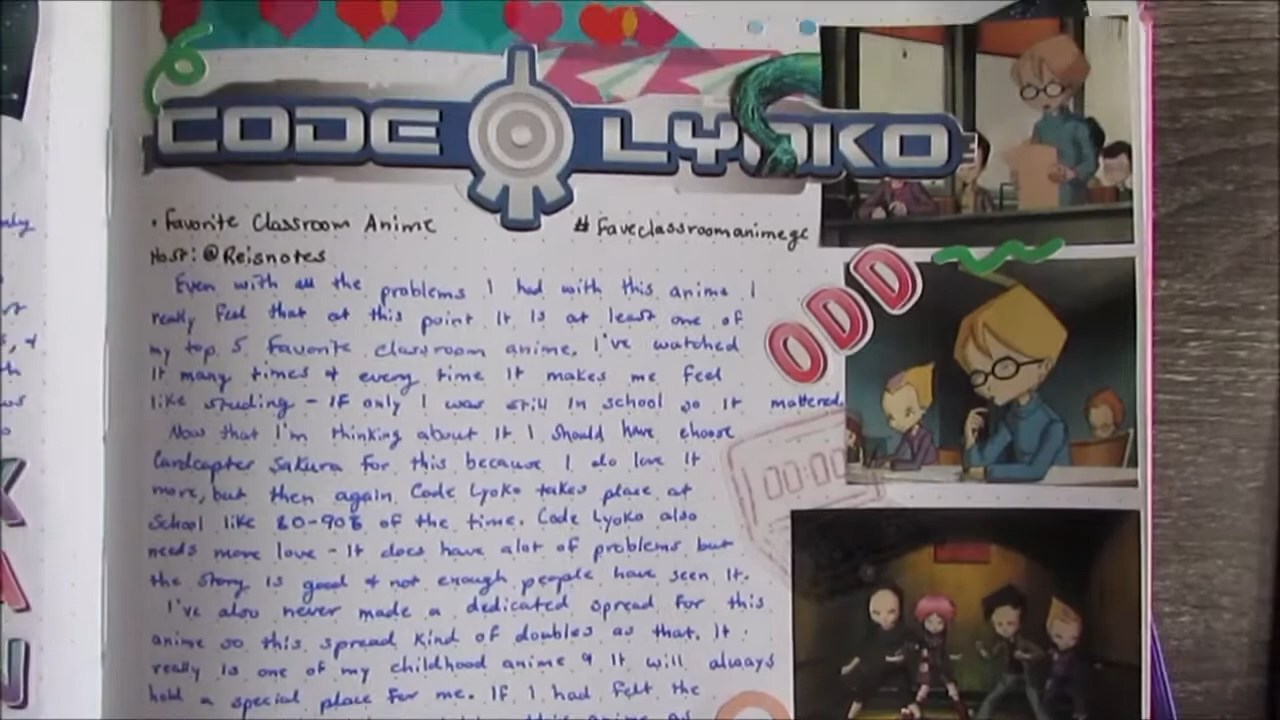 CODE LYOKO
• Favorite Classroom Anime #Faveclassroomanimegc
Host: @Reisnotes
Even with all the problems I had with this anime I
really feel that at this point it is at least one of
my top 5 favorite classroom anime. I've watched
it many times & every time it makes me feel
like studing - if only I was still in school so it mattered.
Now that I'm thinking about it I should have choose
Cardcapter Sakura for this because I do love it
more, but then again Code Lyoko takes place at
school like 80-90% of the time. Code Lyoko also
needs more love - it does have alot of problems but
the story is good & not enough people have seen it.
I've also never made a dedicated spread for this
anime so this spread kind of doubles as that. It
really is one of my childhood anime & it will always
hold a special place for me. If I had felt the
this anime as
ODD
00:00